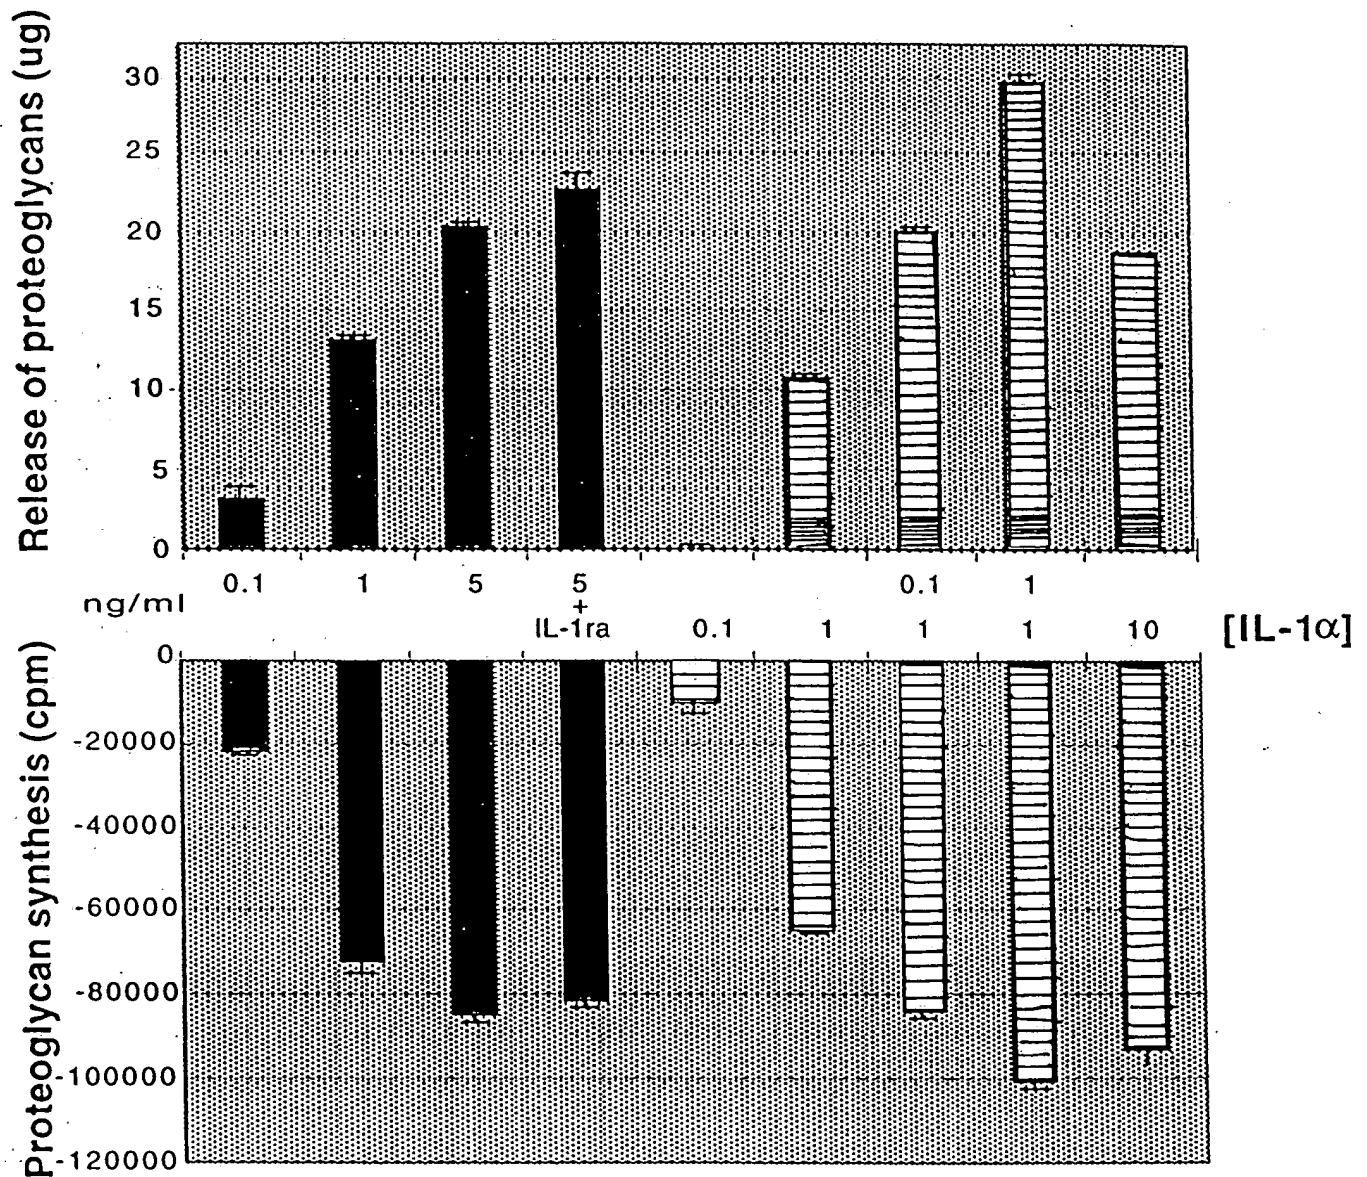 Release of proteoglycans (ug)
30
25
20
15
10
5
0
0.1 1 5 5 0.1 1
ng/ml +
IL-1ra 0.1 1 1 1 10 [IL-1α]
Proteoglycan synthesis (cpm)
0
-20000
-40000
-60000
-80000
-100000
-120000